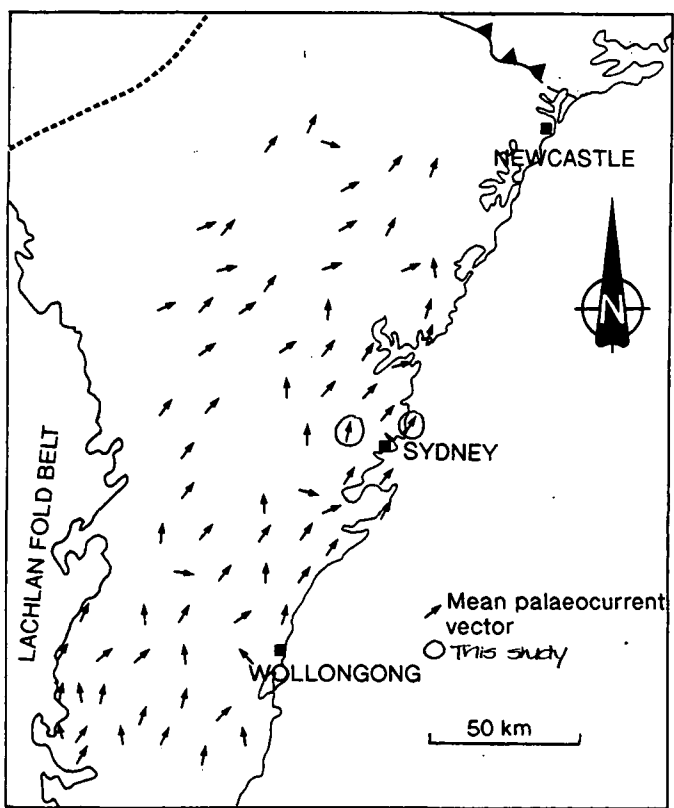 NEWCASTLE
N
SYDNEY
LACHLAN FOLD BELT
Mean palaeocurrent
vector
This study
WOLLONGONG
50 km